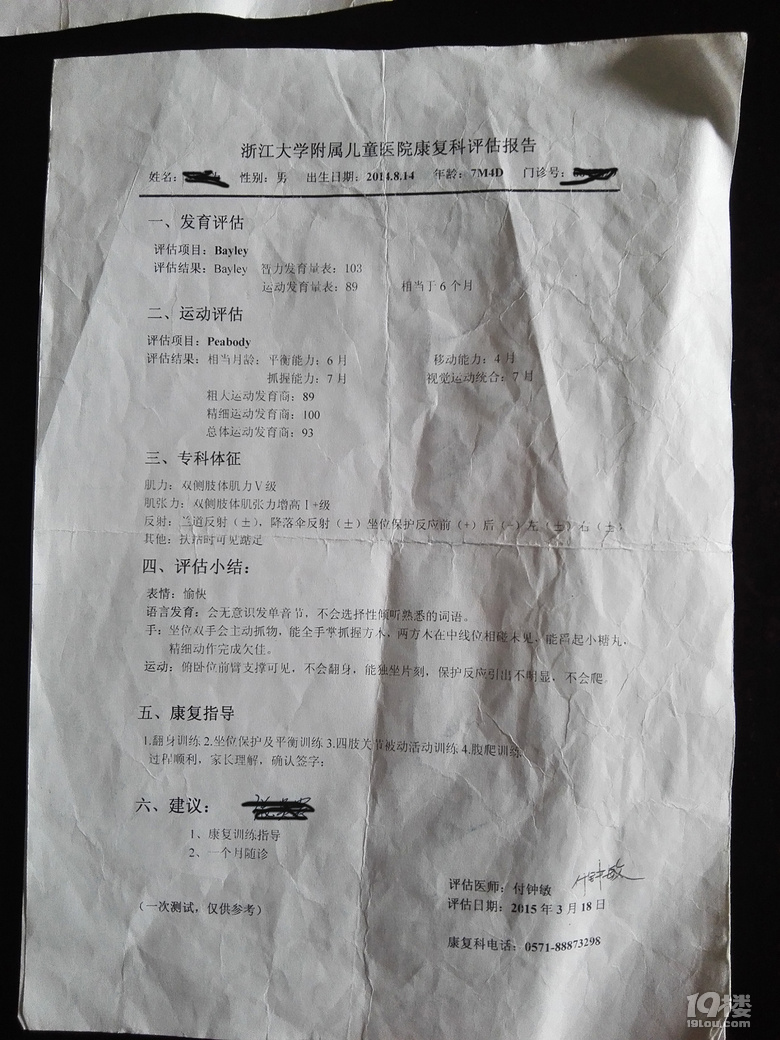 浙江大学附属儿童医院康复科评估报告
姓名： 性别：男 出生日期：2014.8.14 年龄：7M4D 门诊号：
一、发育评估
评估项目：Bayley
评估结果：Bayley 智力发育量表：103
运动发育量表：89 相当于6个月
二、运动评估
评估项目：Peabody
评估结果：相当月龄：平衡能力：6月 移动能力：4月
抓握能力：7月 视觉运动统合：7月
粗大运动发育商：89
精细运动发育商：100
总体运动发育商：93
三、专科体征
肌力：双侧肢体肌力Ⅴ级
肌张力：双侧肢体肌张力增高Ⅰ+级
反射：兰道反射（±），降落伞反射（±）坐位保护反应前（+）后（-）左（±）右（±）
其他：扶站时可见踮足
四、评估小结：
表情：愉快
语言发育：会无意识发单音节，不会选择性倾听熟悉的词语。
手：坐位双手会主动抓物，能全手掌抓握方木，两方木在中线位相碰未见，能舀起小糖丸，
精细动作完成欠佳。
运动：俯卧位前臂支撑可见，不会翻身，能独坐片刻，保护反应引出不明显，不会爬。
五、康复指导
1.翻身训练 2.坐位保护及平衡训练 3.四肢关节被动活动训练 4.腹爬训练
过程顺利，家长理解，确认签字：
六、建议：
1、康复训练指导
2、一个月随诊
评估医师：付钟敏 付钟敏
评估日期：2015年3月18日
（一次测试，仅供参考）
康复科电话：0571-88873298
19楼
19lou.com